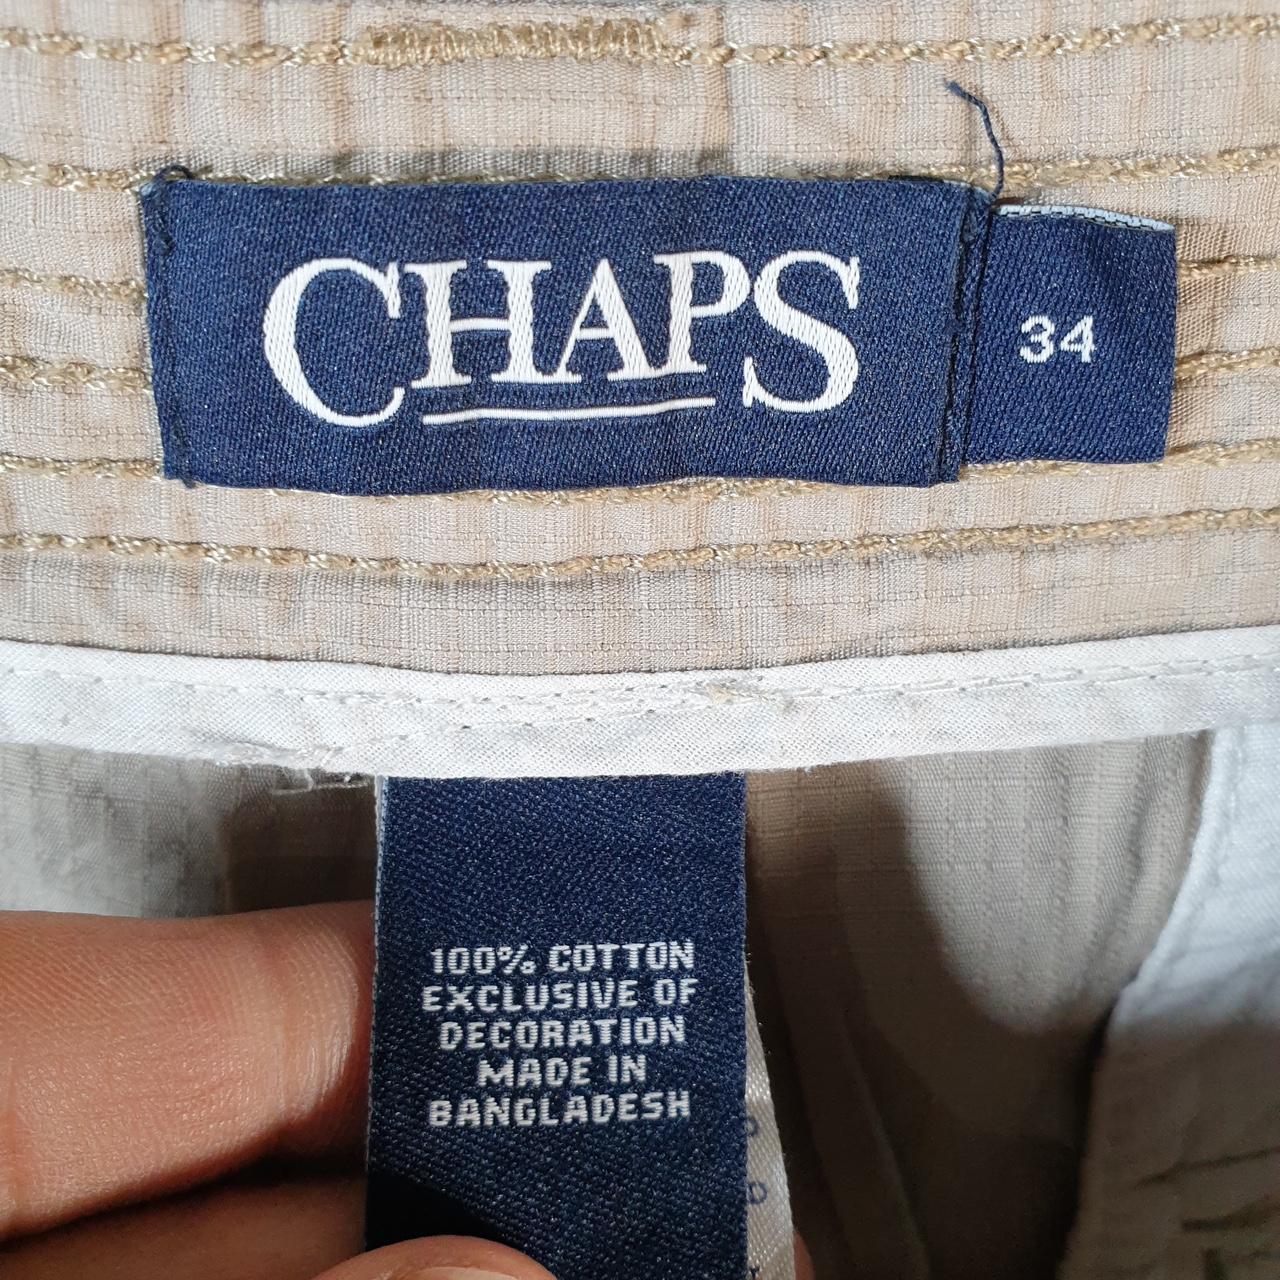 CHAPS
34
100% COTTON
EXCLUSIVE OF
DECORATION
MADE IN
BANGLADESH